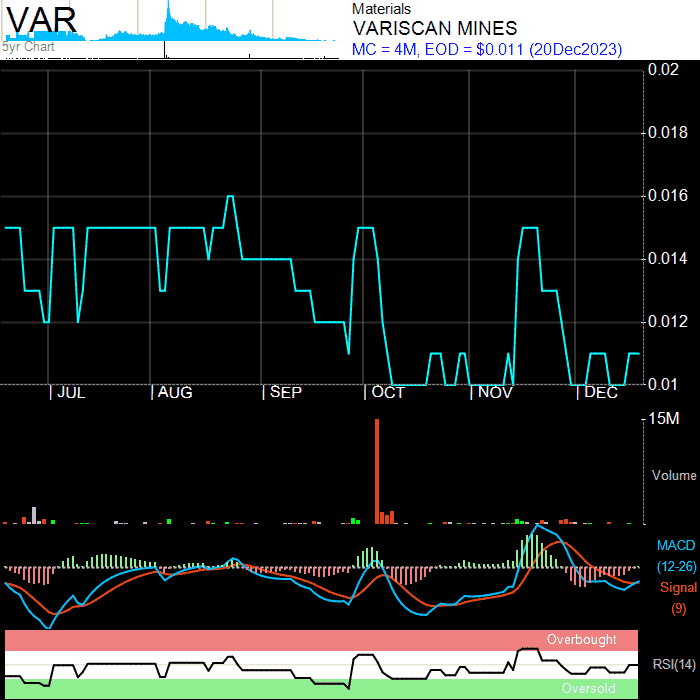 VAR
5yr Chart
Materials
VARISCAN MINES
MC = 4M, EOD = $0.011 (20Dec2023)
0.02
0.018
0.016
0.014
0.012
0.01
| JUL | AUG | SEP | OCT | NOV | DEC
15M
Volume
MACD
(12-26)
Signal
(9)
Overbought
RSI(14)
Oversold